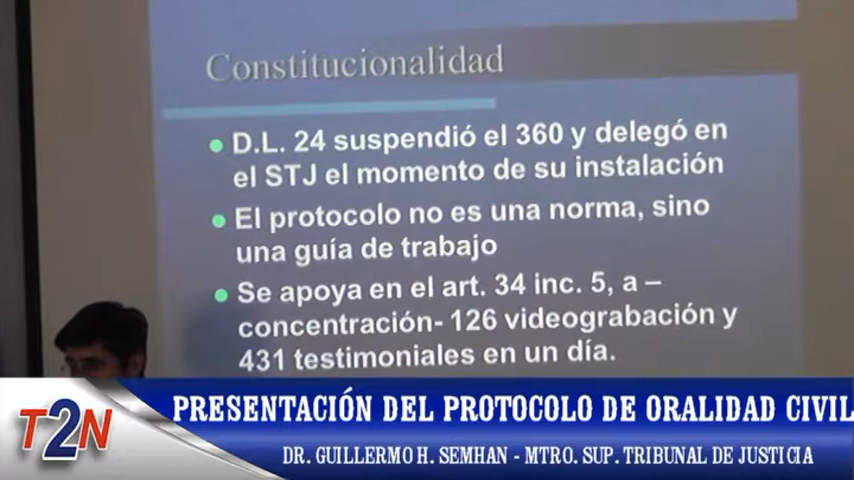 Constitucionalidad
D.L. 24 suspendió el 360 y delegó en
el STJ el momento de su instalación
El protocolo no es una norma, sino
una guía de trabajo
Se apoya en el art. 34 inc. 5, a –
concentración- 126 videograbación y
431 testimoniales en un día.
T2N
PRESENTACIÓN DEL PROTOCOLO DE ORALIDAD CIVIL
DR. GUILLERMO H. SEMHAN - MTRO. SUP. TRIBUNAL DE JUSTICIA